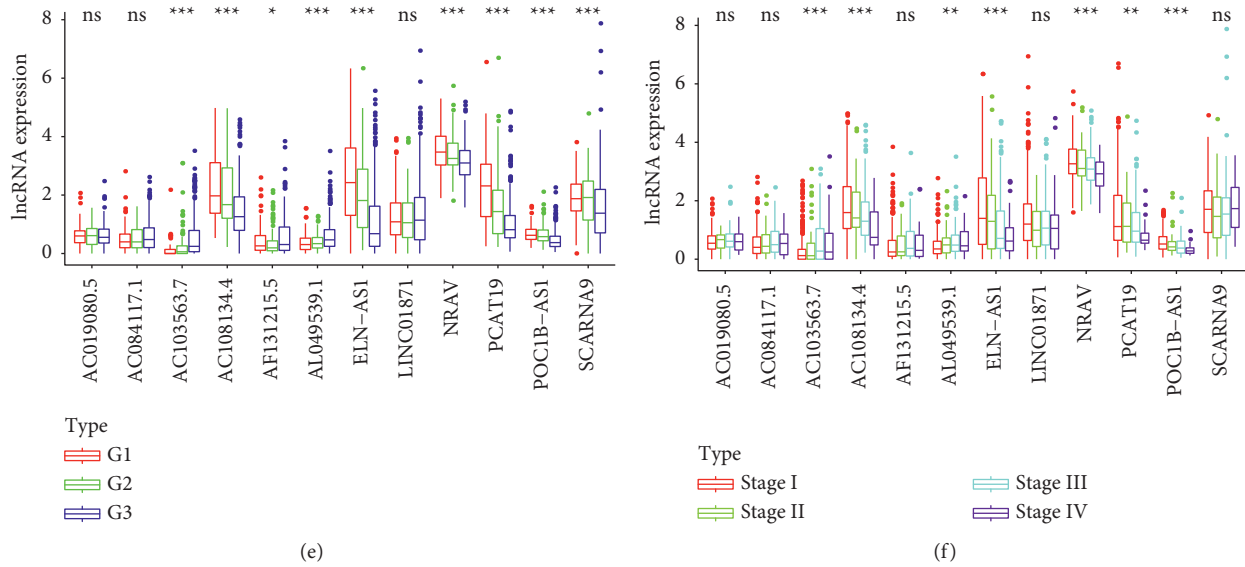 ns ns *** *** * *** *** ns *** *** *** ***
8
6
4
2
0
lncRNA expression
AC019080.5
AC084117.1
AC103563.7
AC108134.4
AF131215.5
AL049539.1
ELN-AS1
LINC01871
NRAV
PCAT19
POC1B-AS1
SCARNA9
Type
G1
G2
G3
(e)
ns ns *** *** ns ** *** ns *** ** *** ns
8
6
4
2
0
lncRNA expression
AC019080.5
AC084117.1
AC103563.7
AC108134.4
AF131215.5
AL049539.1
ELN-AS1
LINC01871
NRAV
PCAT19
POC1B-AS1
SCARNA9
Type
Stage I
Stage II
Stage III
Stage IV
(f)